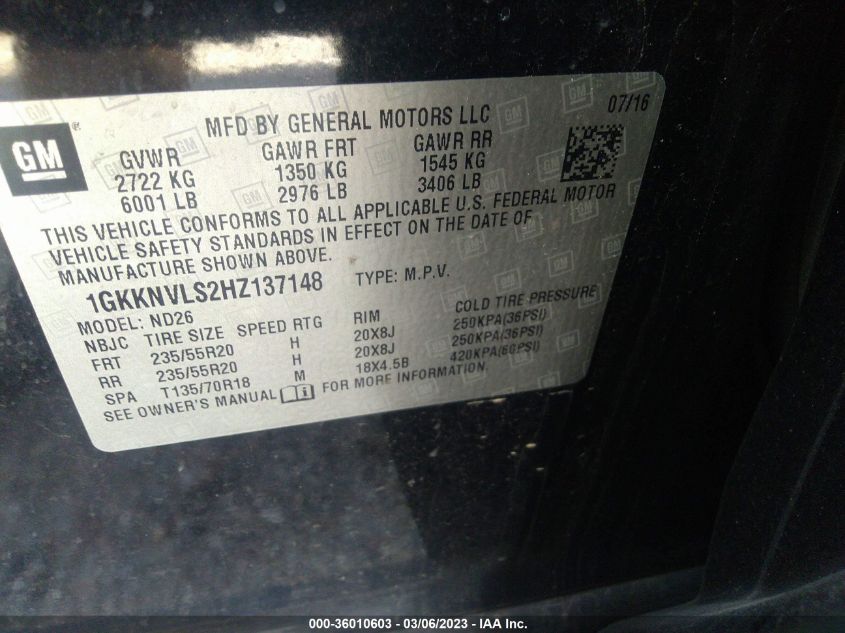 07/16
MFD BY GENERAL MOTORS LLC
GM
GVWR GAWR FRT GAWR RR
2722 KG 1350 KG 1545 KG
6001 LB 2976 LB 3406 LB
THIS VEHICLE CONFORMS TO ALL APPLICABLE U.S. FEDERAL MOTOR
VEHICLE SAFETY STANDARDS IN EFFECT ON THE DATE OF
MANUFACTURE SHOWN ABOVE.
1GKKNVLS2HZ137148 TYPE: M.P.V.
MODEL: ND26
NBJC TIRE SIZE SPEED RTG RIM COLD TIRE PRESSURE
FRT 235/55R20 H 20X8J 250KPA(36PSI)
RR 235/55R20 H 20X8J 250KPA(36PSI)
SPA T135/70R18 M 18X4.5B 420KPA(60PSI)
SEE OWNER'S MANUAL FOR MORE INFORMATION.
000-36010603 — 03/06/2023 — IAA Inc.